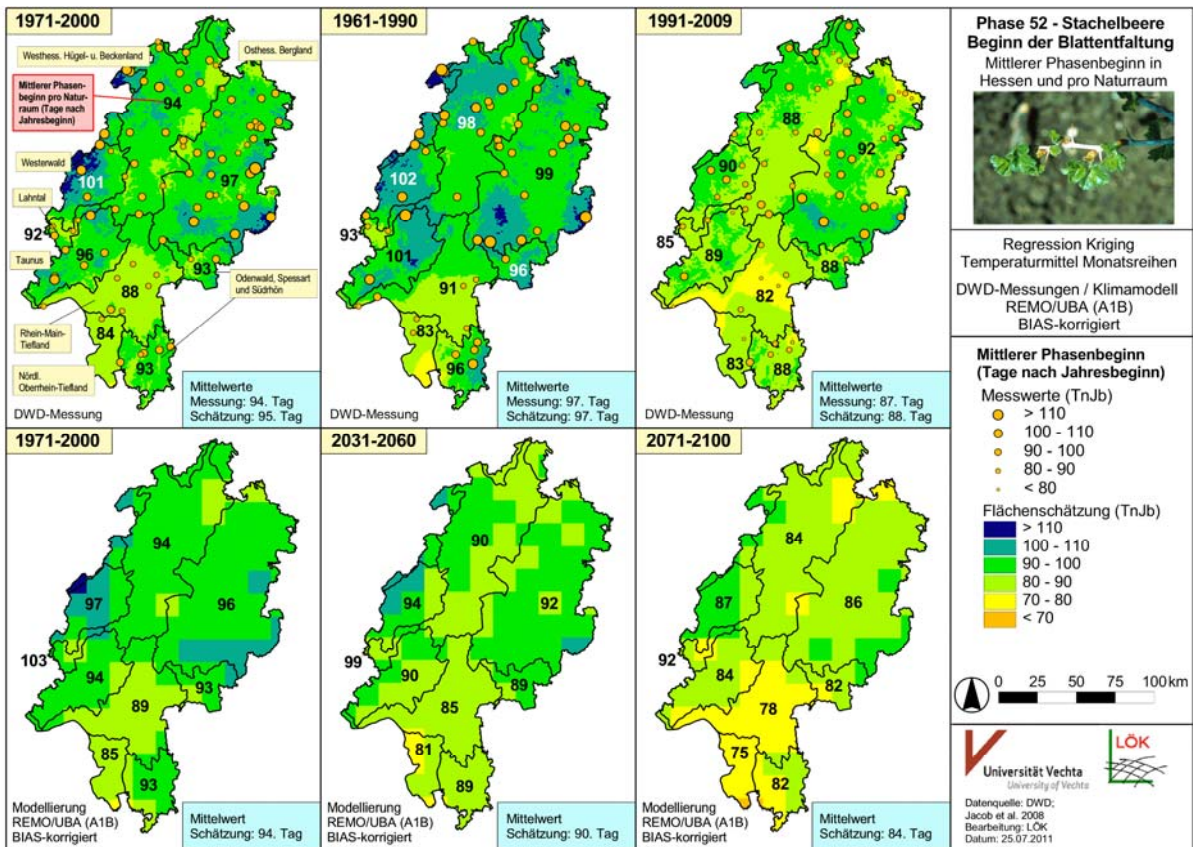 1971-2000
Westhess. Hügel- u. Beckenland
Osthess. Bergland
Mittlerer Phasen-
beginn pro Natur-
raum (Tage nach
Jahresbeginn)
94
Westerwald
101
97
Lahntal
92
Taunus
96
93
88
Odenwald, Spessart
und Südrhön
Rhein-Main-
Tiefland
84
93
Nördl.
Oberrhein-Tiefland
DWD-Messung
Mittelwerte
Messung: 94. Tag
Schätzung: 95. Tag
1961-1990
98
102
99
93
101
96
91
83
96
DWD-Messung
Mittelwerte
Messung: 97. Tag
Schätzung: 97. Tag
1991-2009
88
90
92
85
89
88
82
83
88
DWD-Messung
Mittelwerte
Messung: 87. Tag
Schätzung: 88. Tag
1971-2000
94
97
96
103
94
93
89
85
93
Modellierung
REMO/UBA (A1B)
BIAS-korrigiert
Mittelwert
Schätzung: 94. Tag
2031-2060
90
94
92
99
90
89
85
81
89
Modellierung
REMO/UBA (A1B)
BIAS-korrigiert
Mittelwert
Schätzung: 90. Tag
2071-2100
84
87
86
92
84
82
78
75
82
Modellierung
REMO/UBA (A1B)
BIAS-korrigiert
Mittelwert
Schätzung: 84. Tag
Phase 52 - Stachelbeere
Beginn der Blattentfaltung
Mittlerer Phasenbeginn in
Hessen und pro Naturraum
Regression Kriging
Temperaturmittel Monatsreihen
DWD-Messungen / Klimamodell
REMO/UBA (A1B)
BIAS-korrigiert
Mittlerer Phasenbeginn
(Tage nach Jahresbeginn)
Messwerte (TnJb)
> 110
100 - 110
90 - 100
80 - 90
< 80
Flächenschätzung (TnJb)
> 110
100 - 110
90 - 100
80 - 90
70 - 80
< 70
0 25 50 75 100 km
Universität Vechta
University of Vechta
LÖK
Datenquelle: DWD;
Jacob et al. 2008
Bearbeitung: LÖK
Datum: 25.07.2011